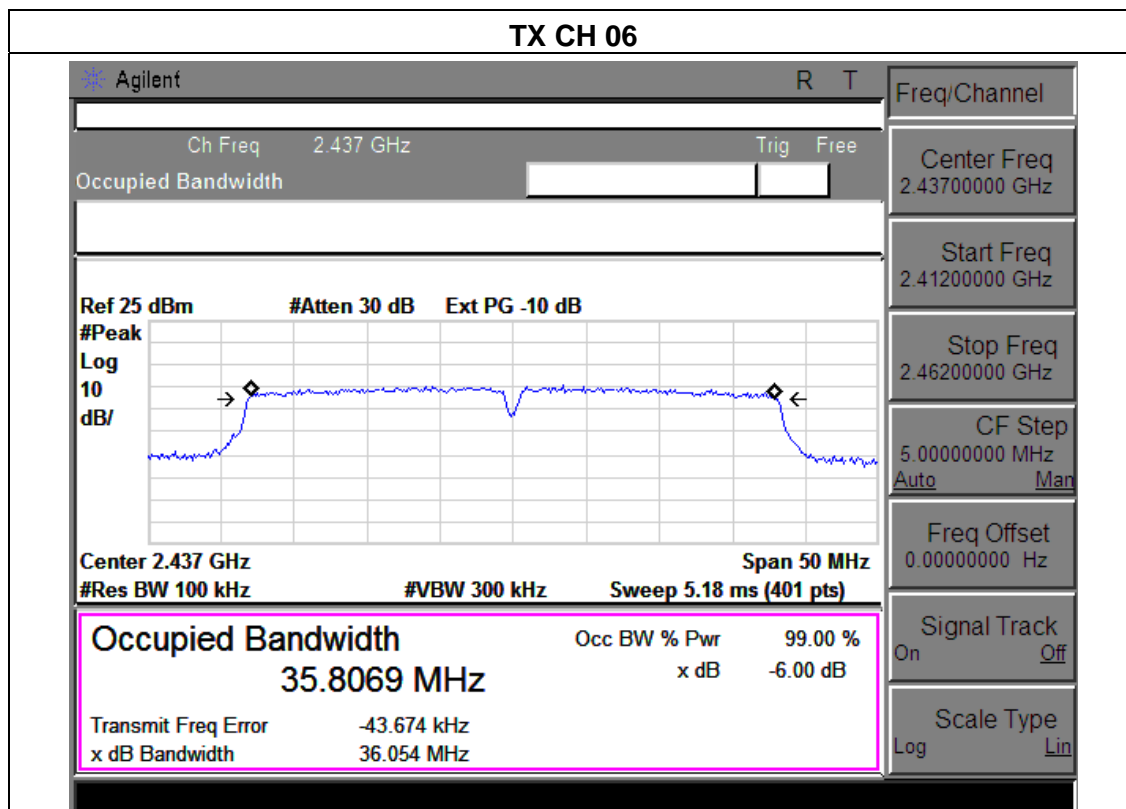 TX CH 06
Agilent R T
Ch Freq 2.437 GHz Trig Free
Occupied Bandwidth
Ref 25 dBm #Atten 30 dB Ext PG -10 dB
#Peak
Log
10
dB/
Center 2.437 GHz Span 50 MHz
#Res BW 100 kHz #VBW 300 kHz Sweep 5.18 ms (401 pts)
Occupied Bandwidth
35.8069 MHz
Occ BW % Pwr 99.00 %
x dB -6.00 dB
Transmit Freq Error -43.674 kHz
x dB Bandwidth 36.054 MHz
Freq/Channel
Center Freq
2.43700000 GHz
Start Freq
2.41200000 GHz
Stop Freq
2.46200000 GHz
CF Step
5.00000000 MHz
Auto Man
Freq Offset
0.00000000 Hz
Signal Track
On Off
Scale Type
Log Lin